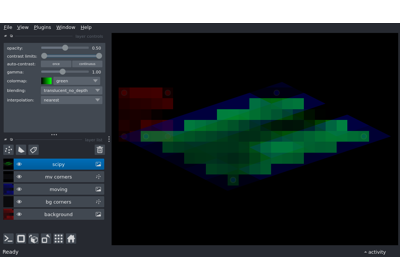 File View Plugins Window Help
opacity: 0.50
contrast limits:
auto-contrast: once continuous
gamma: 1.00
colormap: green
blending: translucent_no_depth
interpolation: nearest
scipy
mv corners
moving
bg corners
background
Ready
activity